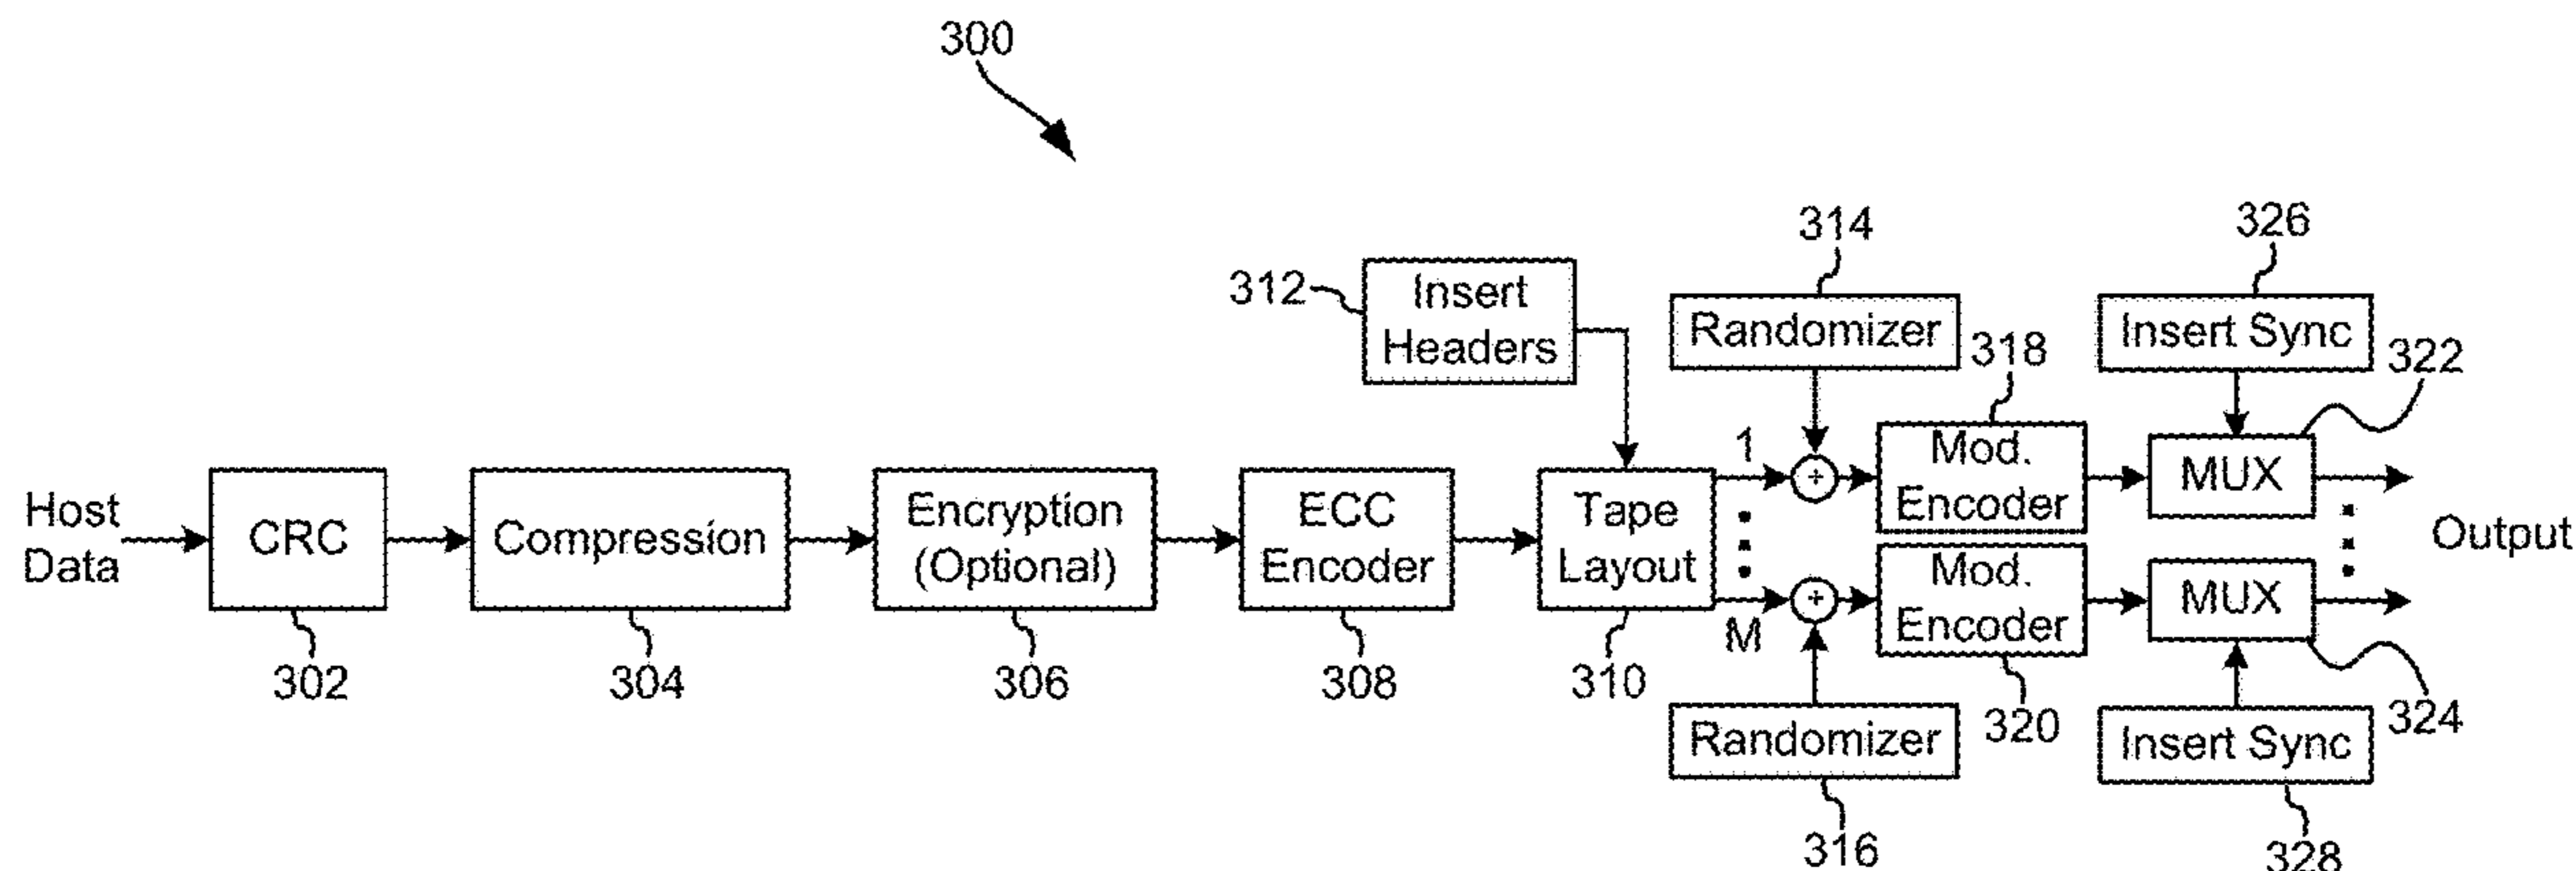 300
326
314
312
Insert
Headers
Randomizer
318
Insert Sync
322
1
Mod.
Encoder
MUX
Host
Data
CRC
Compression
Encryption
(Optional)
ECC
Encoder
Tape
Layout
Output
M
Mod.
Encoder
MUX
302
304
306
308
310
Randomizer
320
Insert Sync
324
316
328